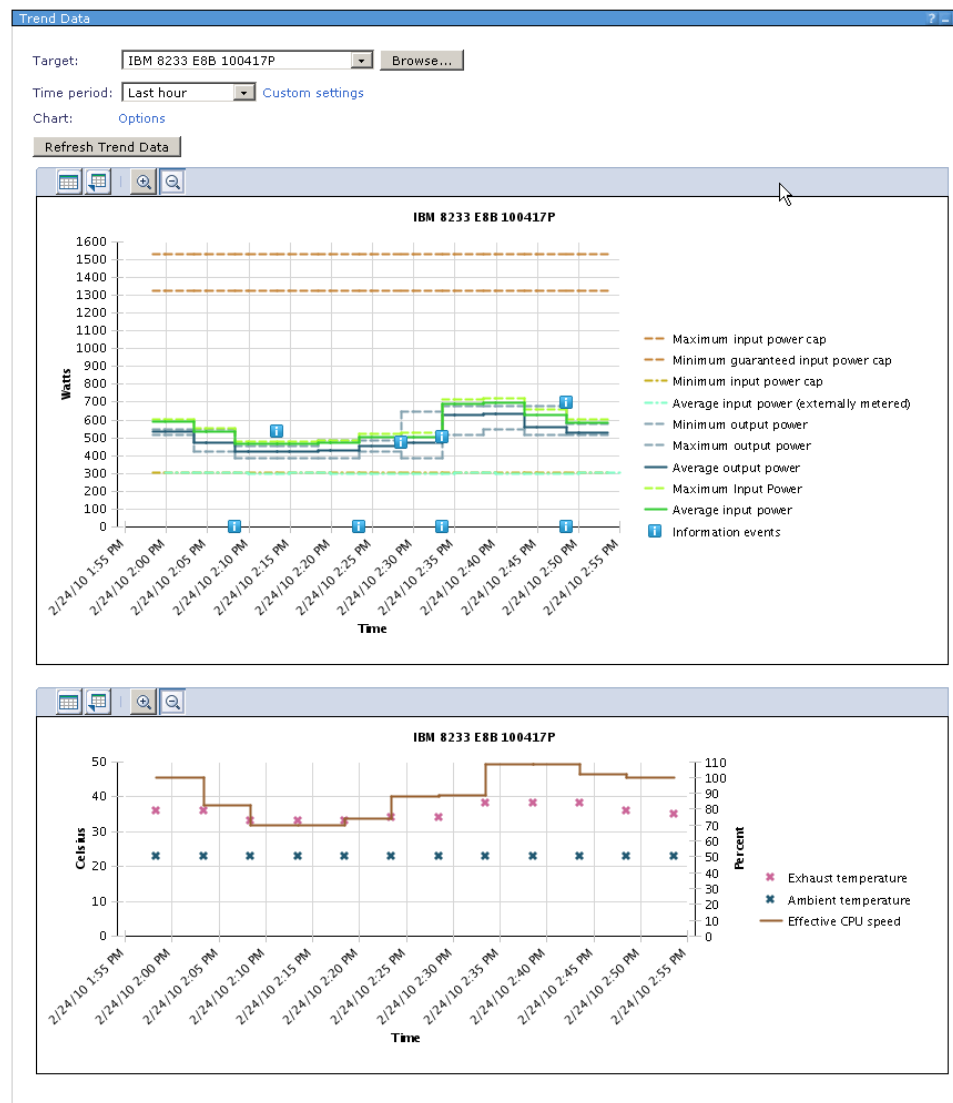 Trend Data ? _
Target: IBM 8233 E8B 100417P Browse...
Time period: Last hour Custom settings
Chart: Options
Refresh Trend Data
IBM 8233 E8B 100417P
1600
1500
1400
1300
1200
1100
1000
900
800
700
600
500
400
300
200
100
0
Watts
2/24/10 1:55 PM
2/24/10 2:00 PM
2/24/10 2:05 PM
2/24/10 2:10 PM
2/24/10 2:15 PM
2/24/10 2:20 PM
2/24/10 2:25 PM
2/24/10 2:30 PM
2/24/10 2:35 PM
2/24/10 2:40 PM
2/24/10 2:45 PM
2/24/10 2:50 PM
2/24/10 2:55 PM
Time
Maximum input power cap
Minimum guaranteed input power cap
Minimum input power cap
Average input power (externally metered)
Minimum output power
Maximum output power
Average output power
Maximum Input Power
Average input power
Information events
IBM 8233 E8B 100417P
50
40
30
20
10
0
Celsius
110
100
90
80
70
60
50
40
30
20
10
0
Percent
2/24/10 1:55 PM
2/24/10 2:00 PM
2/24/10 2:05 PM
2/24/10 2:10 PM
2/24/10 2:15 PM
2/24/10 2:20 PM
2/24/10 2:25 PM
2/24/10 2:30 PM
2/24/10 2:35 PM
2/24/10 2:40 PM
2/24/10 2:45 PM
2/24/10 2:50 PM
2/24/10 2:55 PM
Time
Exhaust temperature
Ambient temperature
Effective CPU speed